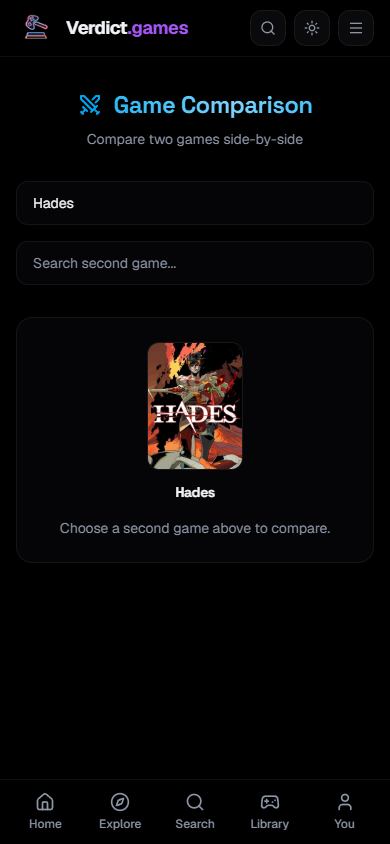 Verdict.games
Game Comparison
Compare two games side-by-side
Hades
Search second game...
HADES
Hades
Choose a second game above to compare.
Home
Explore
Search
Library
You